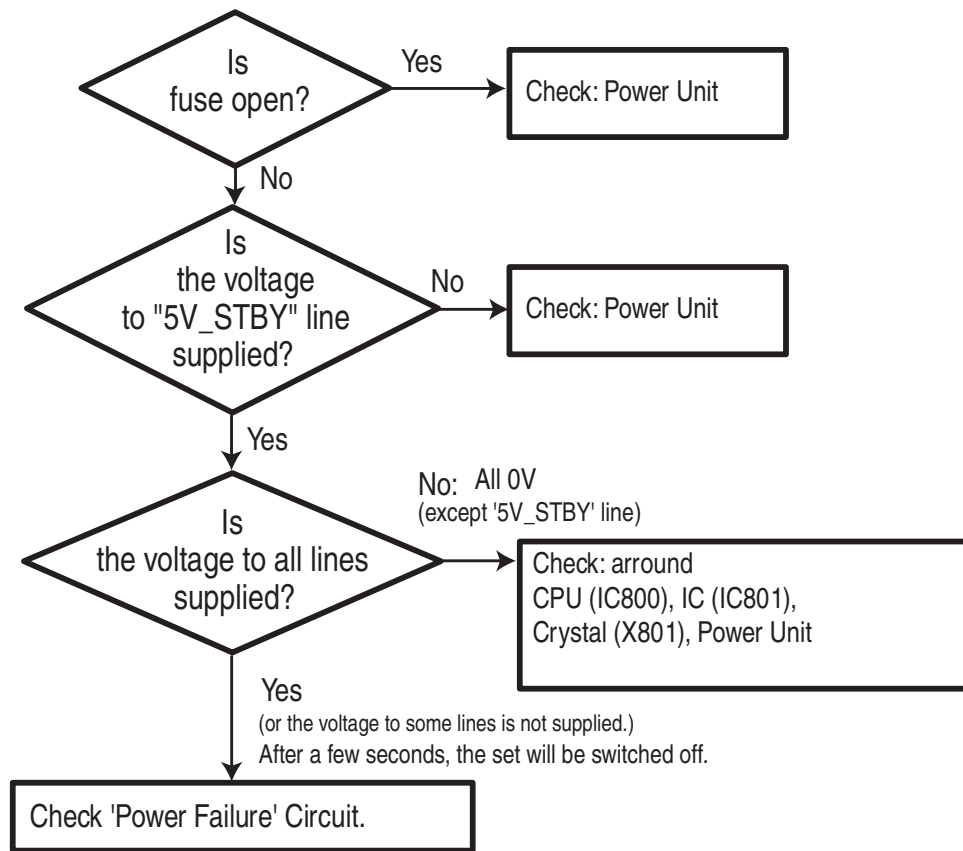 Is
fuse open?
Yes
Check: Power Unit
No
Is
the voltage
to "5V_STBY" line
supplied?
No
Check: Power Unit
Yes
Is
the voltage to all lines
supplied?
No: All 0V
(except '5V_STBY' line)
Check: arround
CPU (IC800), IC (IC801),
Crystal (X801), Power Unit
Yes
(or the voltage to some lines is not supplied.)
After a few seconds, the set will be switched off.
Check 'Power Failure' Circuit.